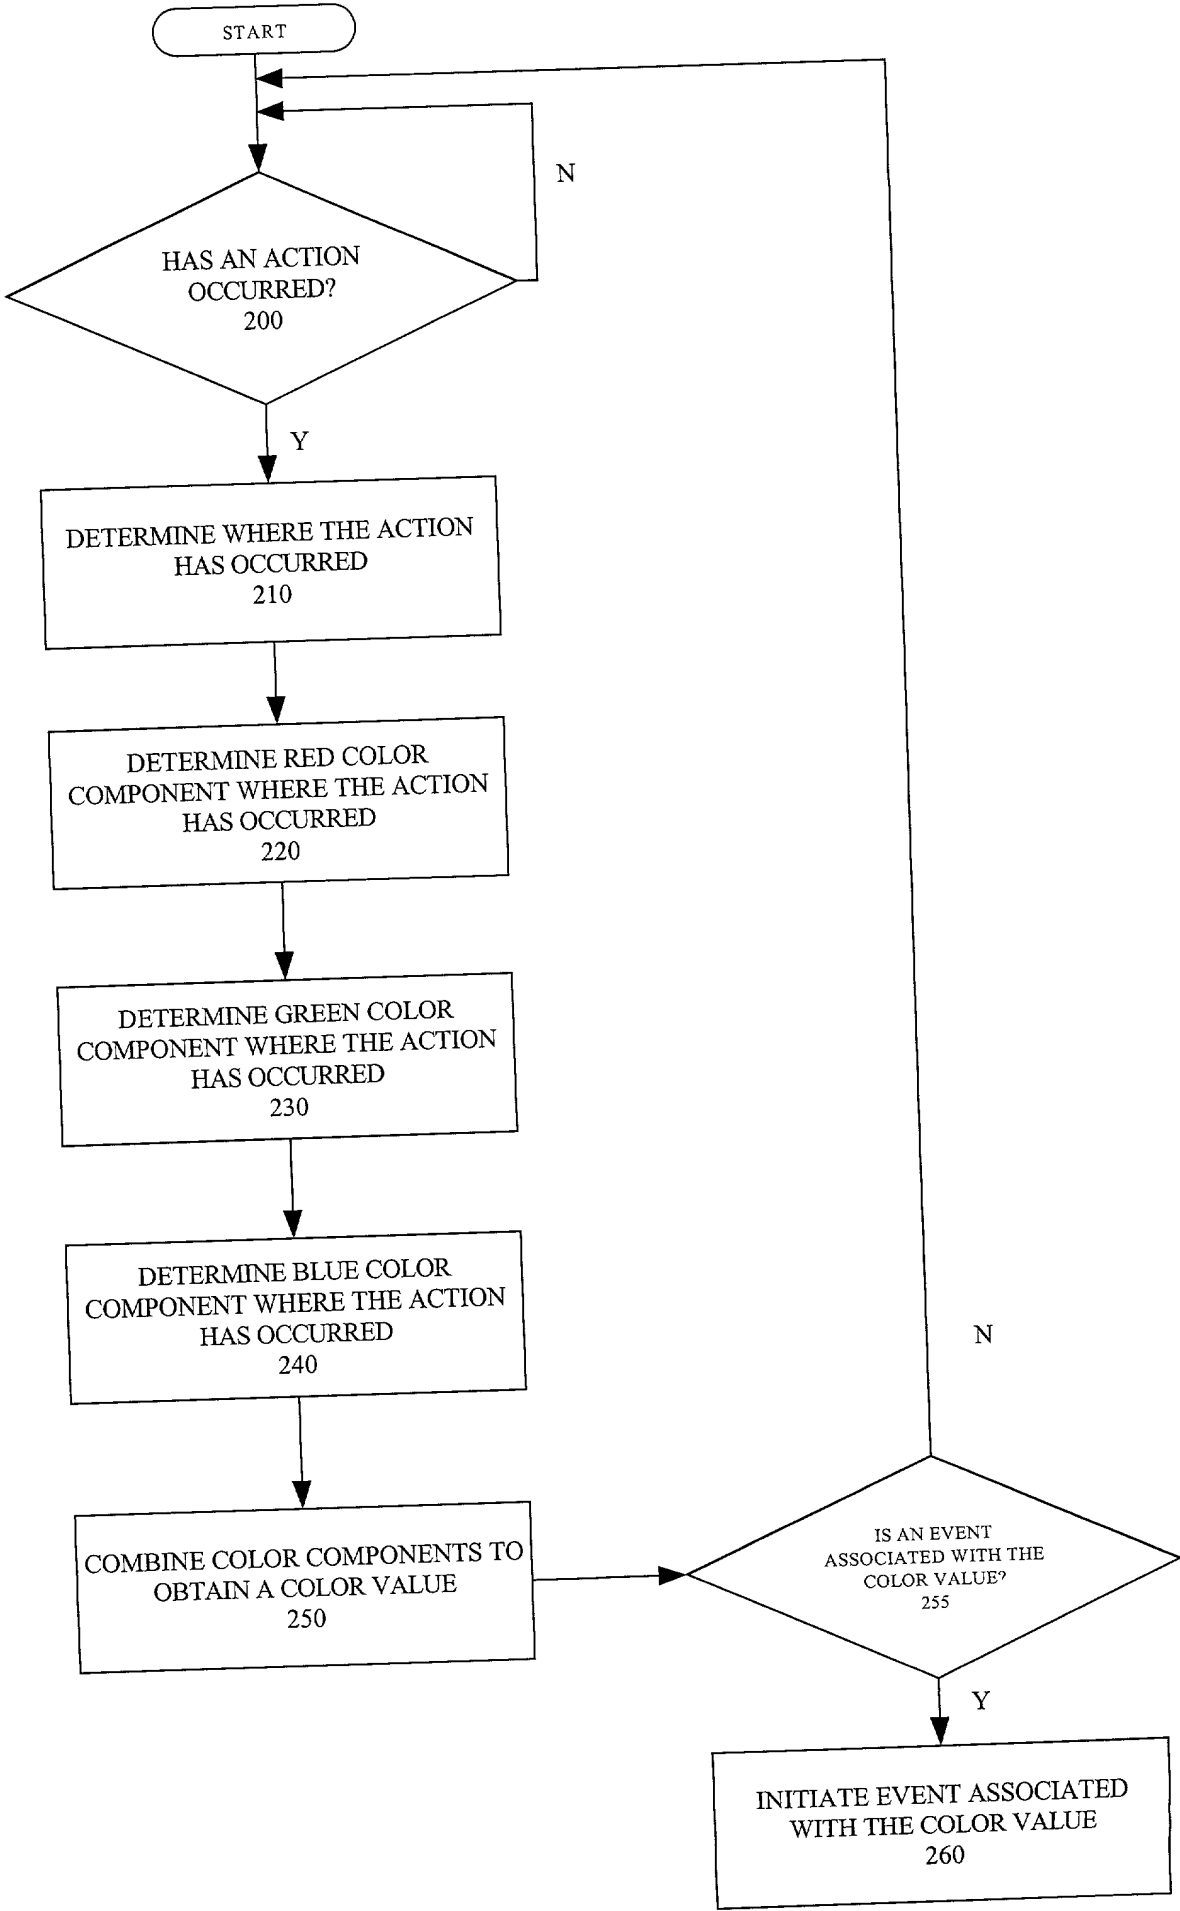 START
N
HAS AN ACTION
OCCURRED?
200
Y
DETERMINE WHERE THE ACTION
HAS OCCURRED
210
DETERMINE RED COLOR
COMPONENT WHERE THE ACTION
HAS OCCURRED
220
DETERMINE GREEN COLOR
COMPONENT WHERE THE ACTION
HAS OCCURRED
230
DETERMINE BLUE COLOR
COMPONENT WHERE THE ACTION
HAS OCCURRED
240
COMBINE COLOR COMPONENTS TO
OBTAIN A COLOR VALUE
250
N
IS AN EVENT
ASSOCIATED WITH THE
COLOR VALUE?
255
Y
INITIATE EVENT ASSOCIATED
WITH THE COLOR VALUE
260